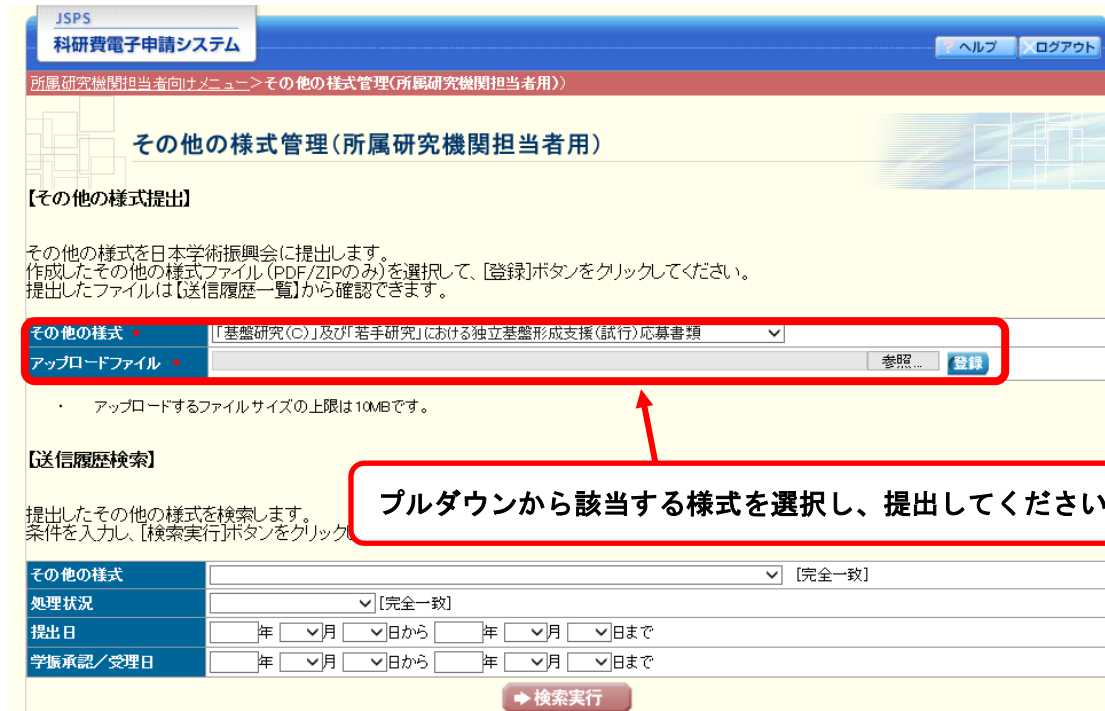 JSPS
科研費電子申請システム
? ヘルプ
×ログアウト
所属研究機関担当者向けメニュー>その他の様式管理(所属研究機関担当者用))
その他の様式管理(所属研究機関担当者用)
【その他の様式提出】
その他の様式を日本学術振興会に提出します。
作成したその他の様式ファイル(PDF/ZIPのみ)を選択して、[登録]ボタンをクリックしてください。
提出したファイルは【送信履歴一覧】から確認できます。
その他の様式 * 「基盤研究(C)」及び「若手研究」における独立基盤形成支援(試行)応募書類
アップロードファイル * 参照... 登録
・ アップロードするファイルサイズの上限は10MBです。
【送信履歴検索】
プルダウンから該当する様式を選択し、提出してください
提出したその他の様式を検索します。
条件を入力し、[検索実行]ボタンをクリック
その他の様式 [完全一致]
処理状況 [完全一致]
提出日 年 月 日から 年 月 日まで
学振承認/受理日 年 月 日から 年 月 日まで
検索実行